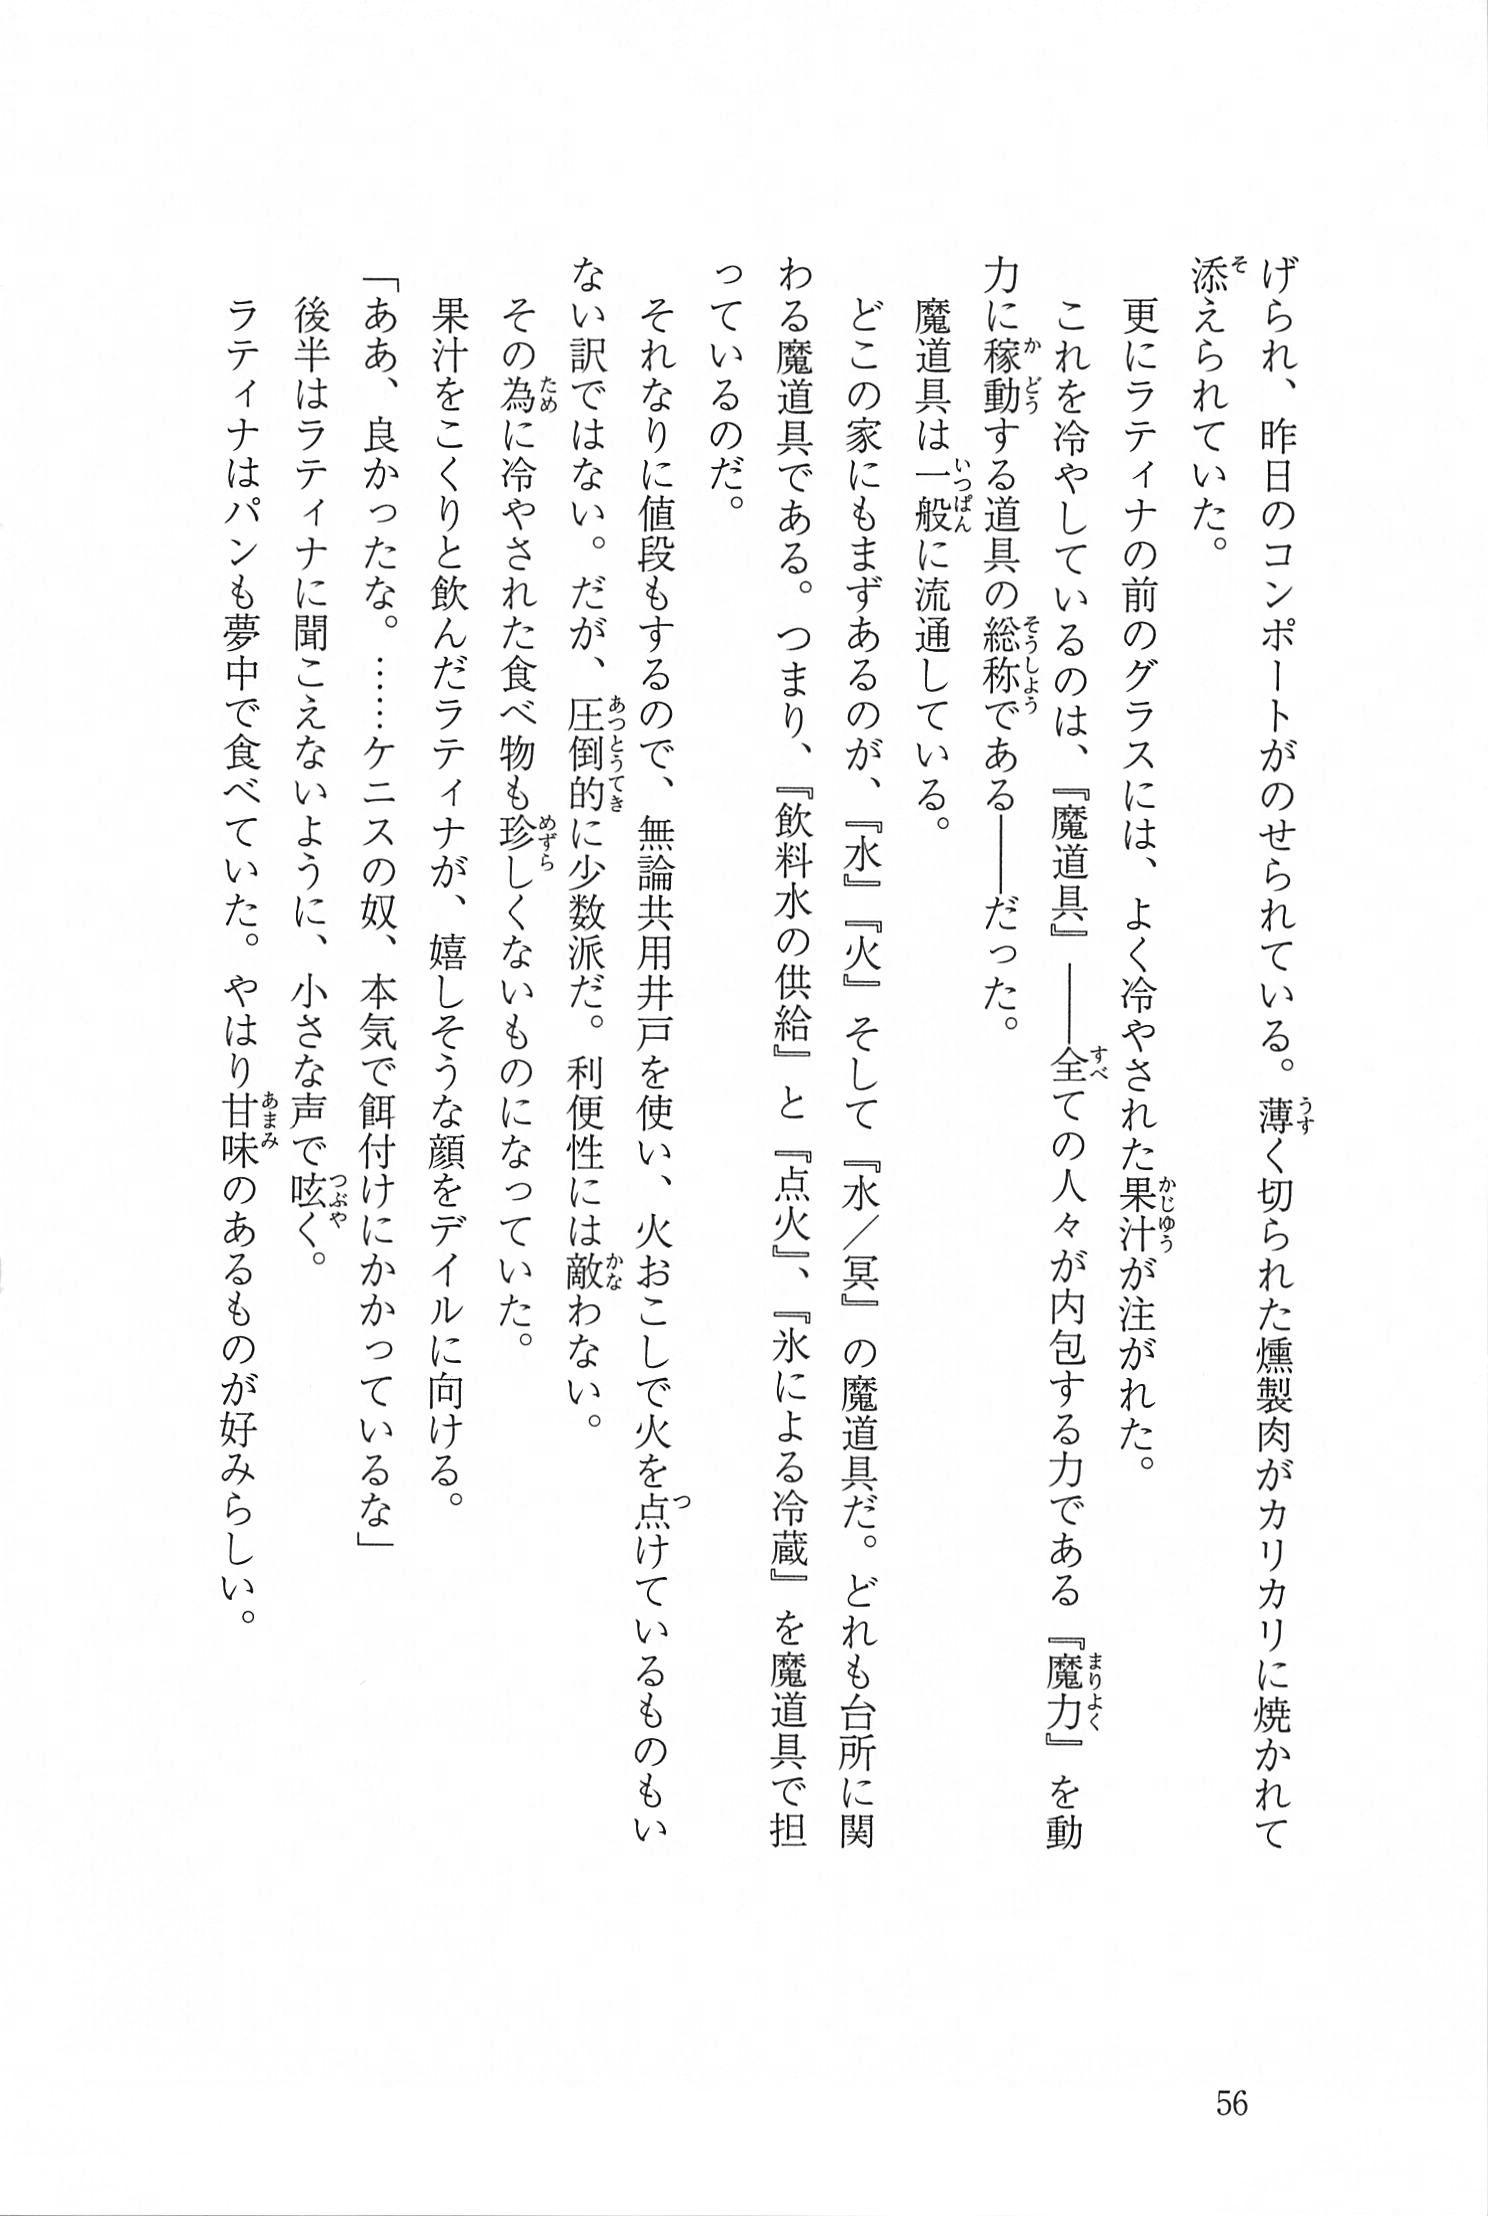 げられ、昨日のコンポートがのせられている。薄く切られた燻製肉がカリカリに焼かれて
添えられていた。
更にラティナの前のグラスには、よく冷やされた果汁が注がれた。
これを冷やしているのは、『魔道具』――全ての人々が内包する力である『魔力』を動
力に稼動する道具の総称である――だった。
魔道具は一般に流通している。
どこの家にもまずあるのが、『水』『火』そして『水／冥』の魔道具だ。どれも台所に関
わる魔道具である。つまり、『飲料水の供給』と『点火』、『氷による冷蔵』を魔道具で担
っているのだ。
それなりに値段もするので、無論共用井戸を使い、火おこしで火を点けているものもい
ない訳ではない。だが、圧倒的に少数派だ。利便性には敵わない。
その為に冷やされた食べ物も珍しくないものになっていた。
果汁をこくりと飲んだラティナが、嬉しそうな顔をデイルに向ける。
「ああ、良かったな。……ケニスの奴、本気で餌付けにかかっているな」
後半はラティナに聞こえないように、小さな声で呟く。
ラティナはパンも夢中で食べていた。やはり甘味のあるものが好みらしい。
56